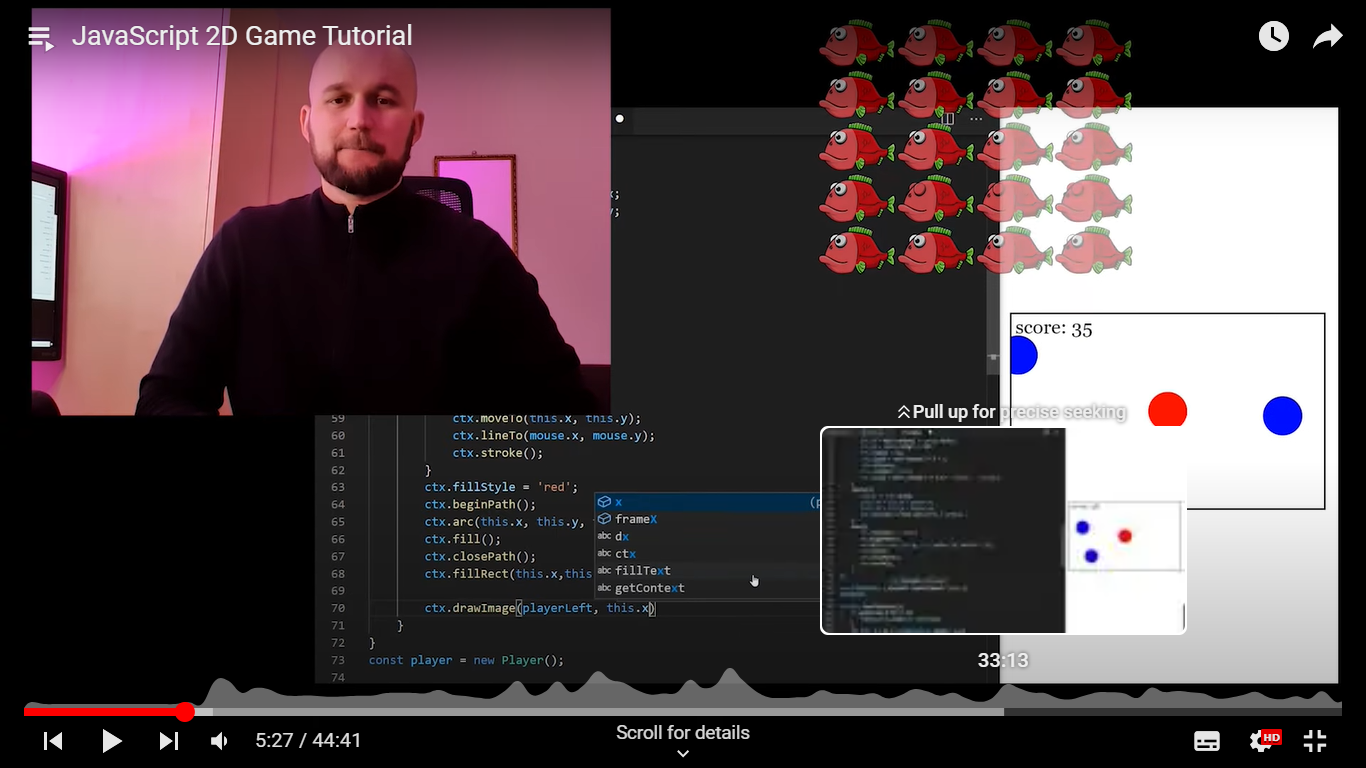 JavaScript 2D Game Tutorial
score: 35
59 ctx.moveTo(this.x, this.y);
60 ctx.lineTo(mouse.x, mouse.y);
61 ctx.stroke();
62 }
63 ctx.fillStyle = 'red';
64 ctx.beginPath();
65 ctx.arc(this.x, this.y,
66 ctx.fill();
67 ctx.closePath();
68 ctx.fillRect(this.x,this
69
70 ctx.drawImage(playerLeft, this.x)
71 }
72 }
73 const player = new Player();
74
x
frameX
abc dx
abc ctx
abc fillText
abc getContext
Pull up for precise seeking
33:13
5:27 / 44:41
Scroll for details
HD